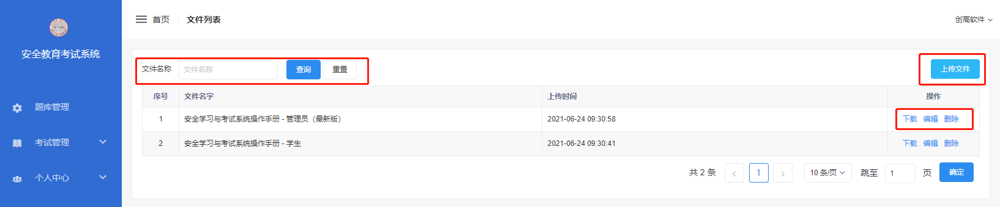 首页 / 文件列表
创高软件
安全教育考试系统
题库管理
考试管理
个人中心
文件名称 文件名称 查询 重置 上传文件
序号 文件名字 上传时间 操作
1 安全学习与考试系统操作手册 - 管理员（最新版） 2021-06-24 09:30:58 下载 编辑 删除
2 安全学习与考试系统操作手册 - 学生 2021-06-24 09:30:41 下载 编辑 删除
共 2 条 < 1 > 10 条/页 跳至 1 页 确定